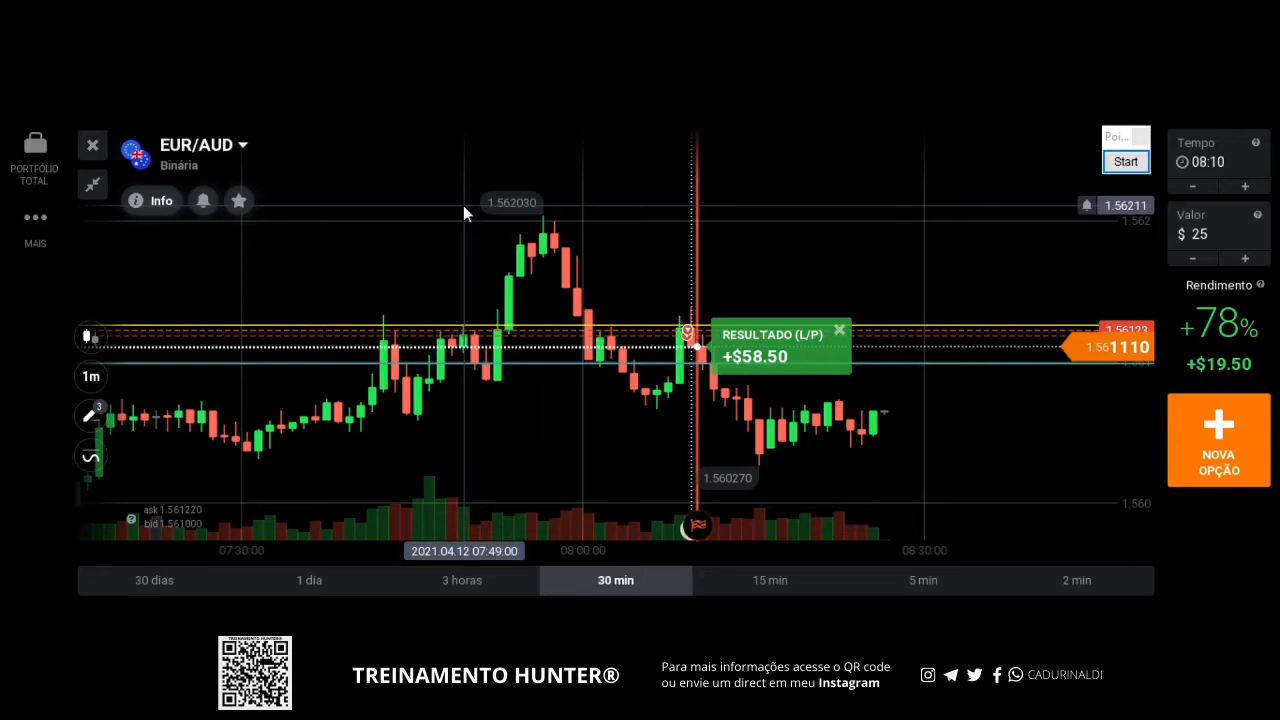 PORTFÓLIO
TOTAL
MAIS
EUR/AUD
Binária
Info
1m
3
1.562030
Poi...
Start
1.56211
1.562
1.56123
1.561110
RESULTADO (L/P)
+$58.50
1.560270
1.560
ask 1.561220
bid 1.561000
07:30:00
2021.04.12 07:49:00
08:00:00
08:30:00
30 dias
1 dia
3 horas
30 min
15 min
5 min
2 min
Tempo
08:10
- +
Valor
$ 25
- +
Rendimento
+78%
+$19.50
NOVA
OPÇÃO
TREINAMENTO HUNTER®
TREINAMENTO HUNTER®
Para mais informações acesse o QR code
ou envie um direct em meu Instagram
CADURINALDI